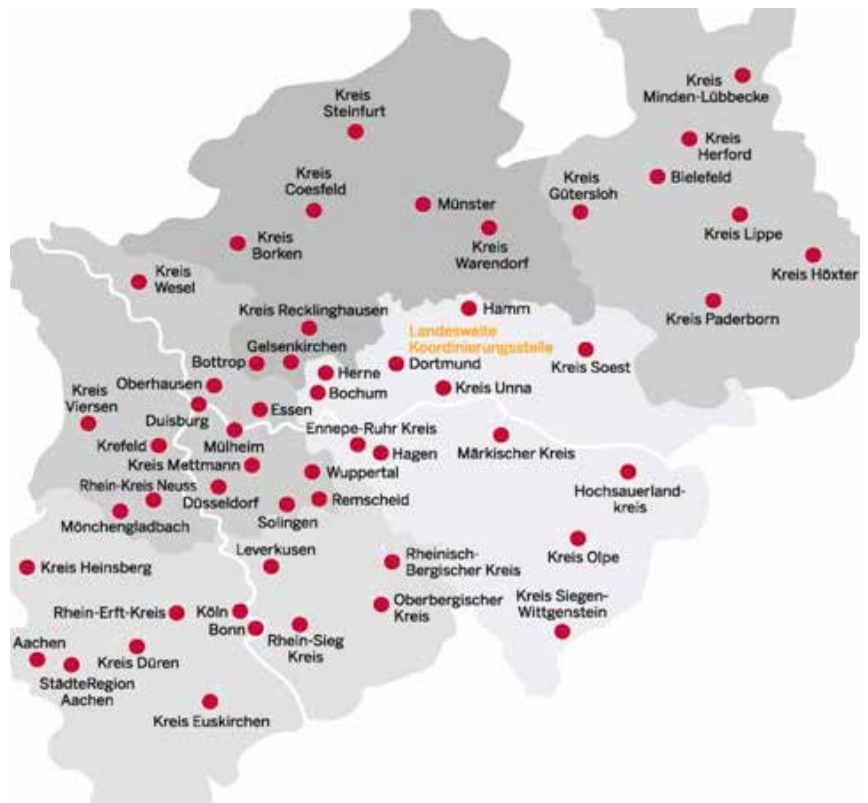 Kreis
Minden-Lübbecke
Kreis
Steinfurt
Kreis
Herford
Kreis
Coesfeld
Kreis
Gütersloh
Bielefeld
Münster
Kreis Lippe
Kreis
Borken
Kreis
Warendorf
Kreis
Wesel
Kreis Höxter
Kreis Recklinghausen
Hamm
Kreis Paderborn
Landesweite
Koordinierungsstelle
Gelsenkirchen
Bottrop
Herne
Dortmund
Kreis Soest
Oberhausen
Bochum
Kreis Unna
Kreis
Viersen
Duisburg
Essen
Ennepe-Ruhr Kreis
Krefeld
Mülheim
Hagen
Märkischer Kreis
Kreis Mettmann
Wuppertal
Rhein-Kreis Neuss
Hochsauerland-
kreis
Düsseldorf
Remscheid
Mönchengladbach
Solingen
Leverkusen
Kreis Olpe
Kreis Heinsberg
Rheinisch-
Bergischer Kreis
Kreis Siegen-
Wittgenstein
Rhein-Erft-Kreis
Köln
Oberbergischer
Kreis
Bonn
Rhein-Sieg
Kreis
Aachen
Kreis Düren
StädteRegion
Aachen
Kreis Euskirchen